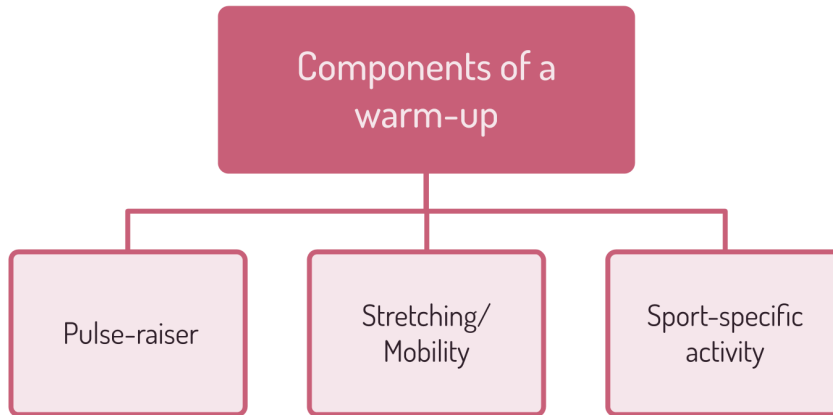 Components of a
warm-up
Pulse-raiser
Stretching/
Mobility
Sport-specific
activity